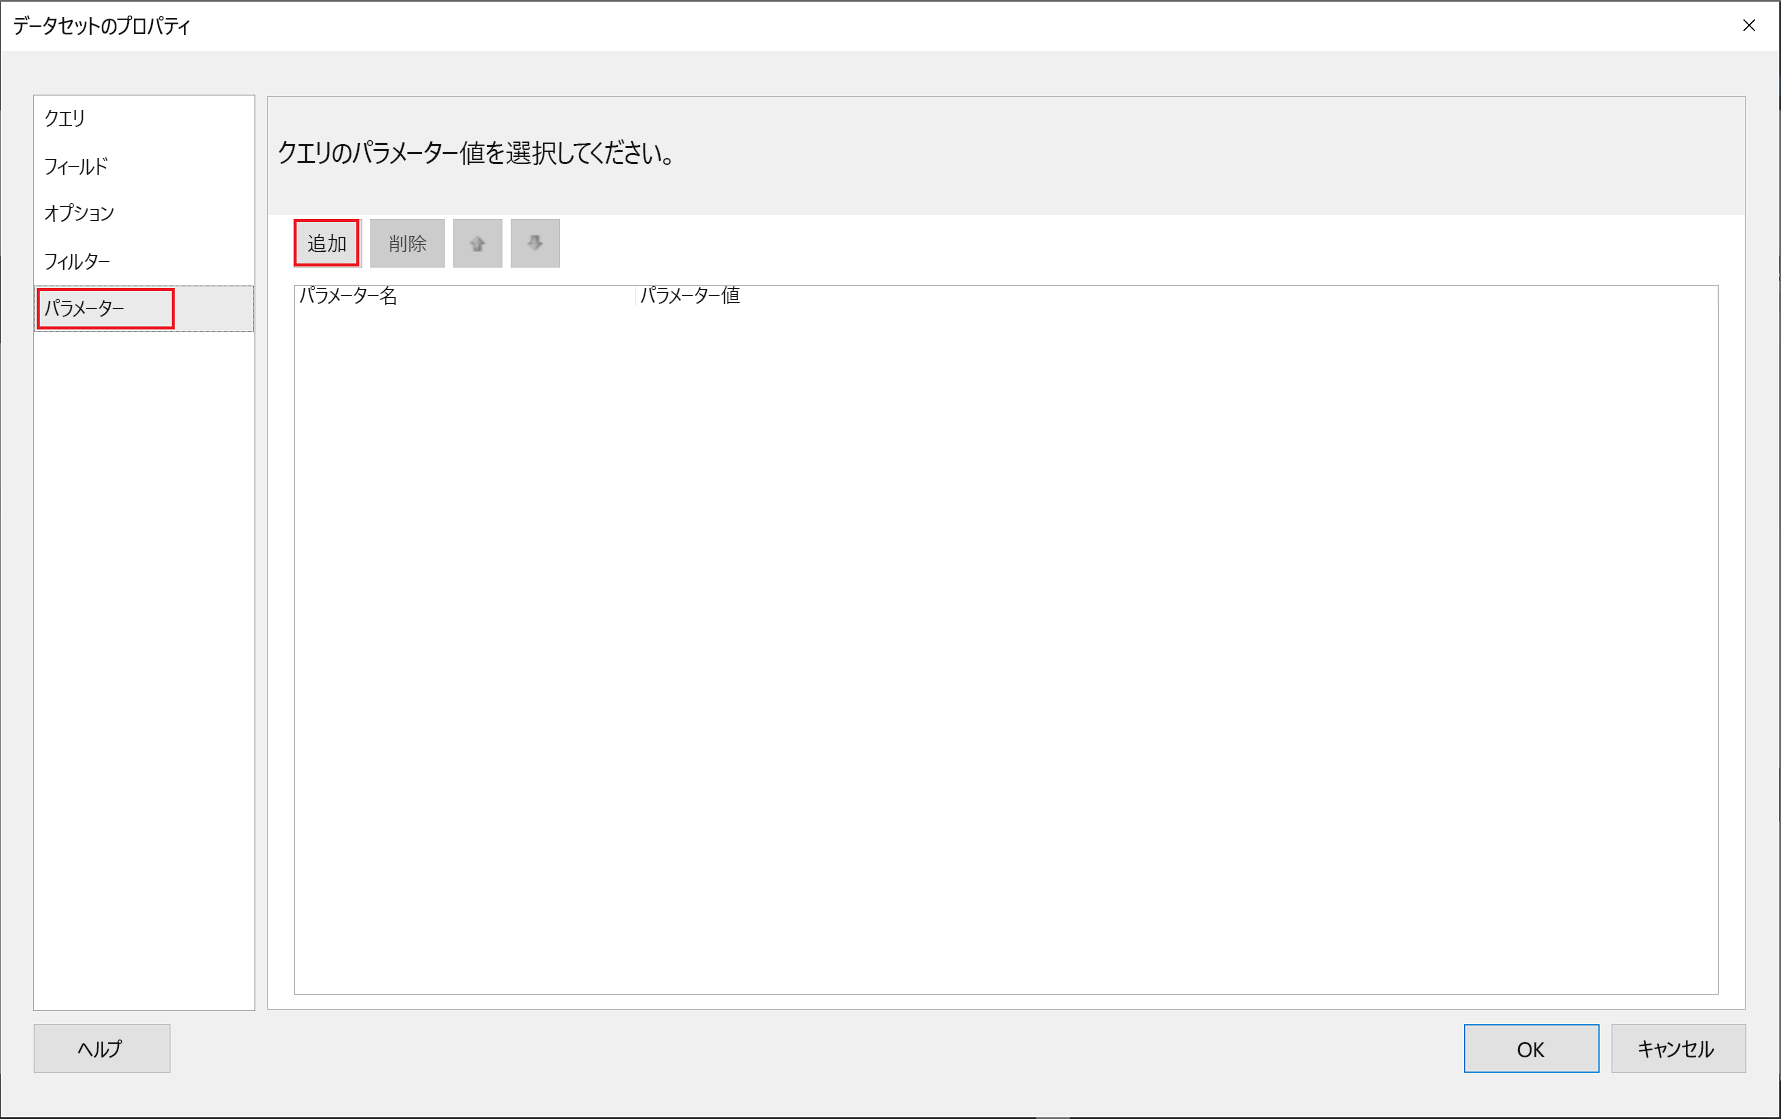 データセットのプロパティ
クエリ
フィールド
オプション
フィルター
パラメーター
クエリのパラメーター値を選択してください。
追加 削除
パラメーター名 パラメーター値
ヘルプ OK キャンセル